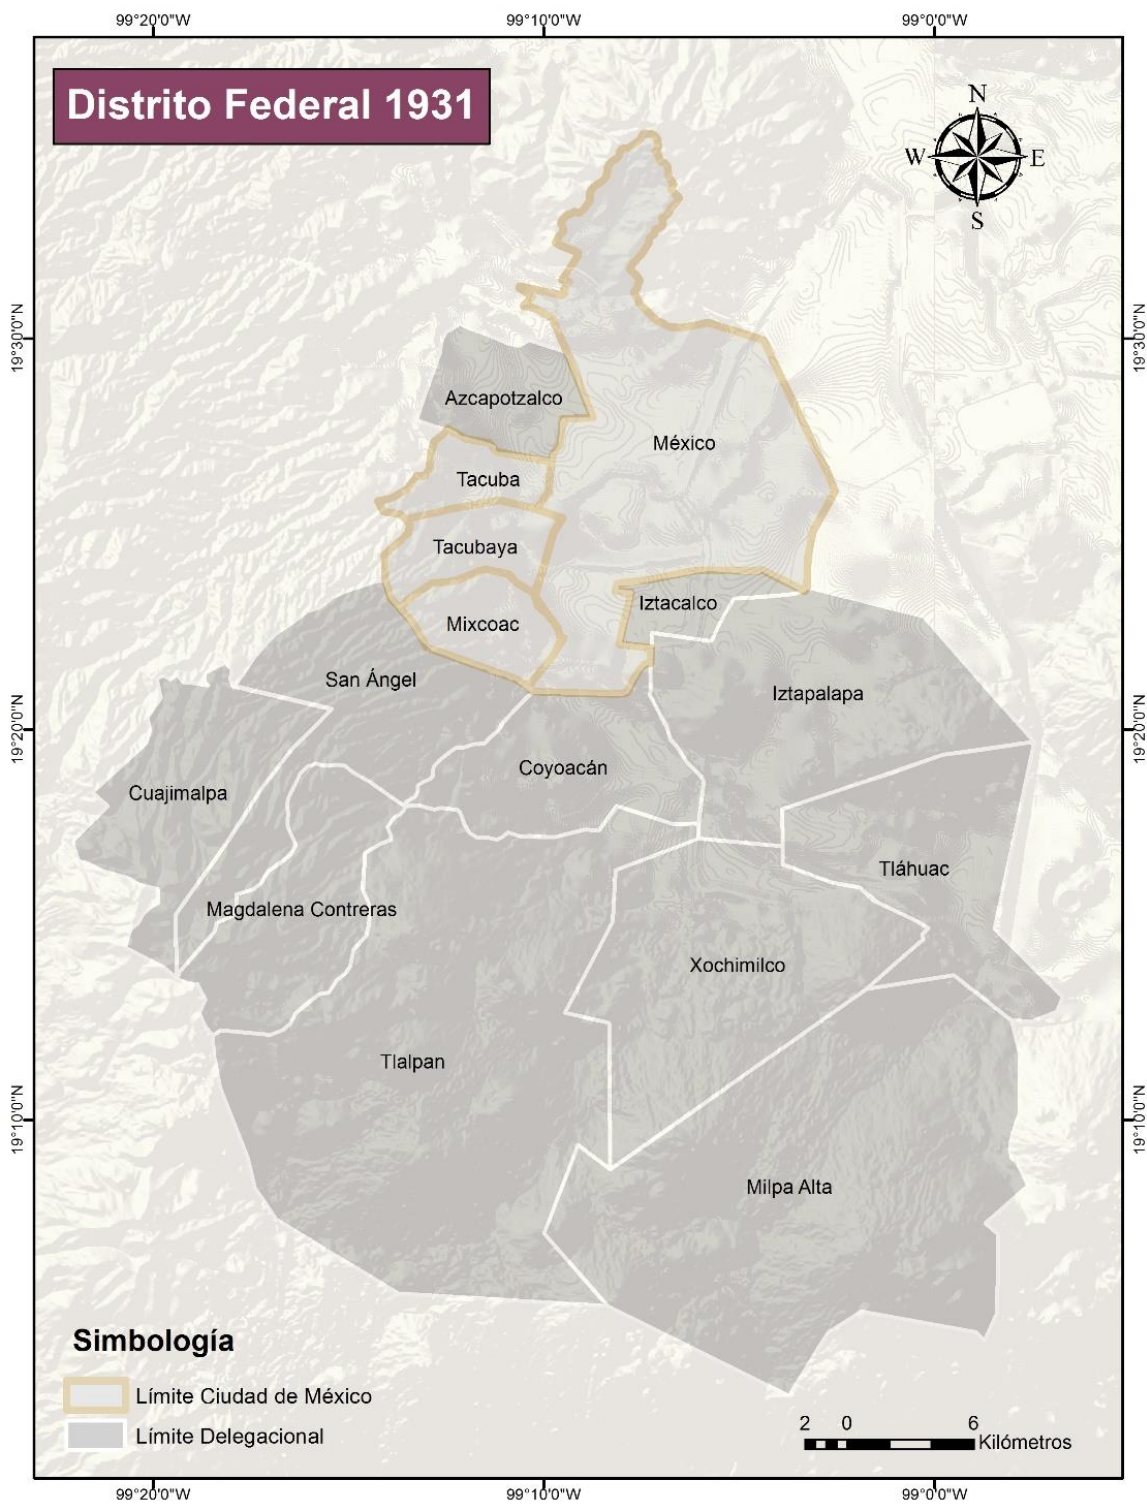 99°20'0"W 99°10'0"W 99°0'0"W
Distrito Federal 1931
N
W E
S
19°30'0"N 19°30'0"N
Azcapotzalco
México
Tacuba
Tacubaya
Iztacalco
Mixcoac
San Ángel
Iztapalapa
19°20'0"N 19°20'0"N
Coyoacán
Cuajimalpa
Tláhuac
Magdalena Contreras
Xochimilco
Tlalpan
19°10'0"N 19°10'0"N
Milpa Alta
Simbología
Límite Ciudad de México
Límite Delegacional
2 0 6
Kilómetros
99°20'0"W 99°10'0"W 99°0'0"W